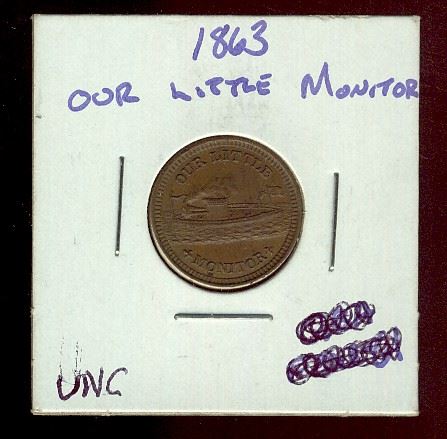 1863
OUR LITTLE MONITOR
OUR LITTLE
MONITOR
UNC